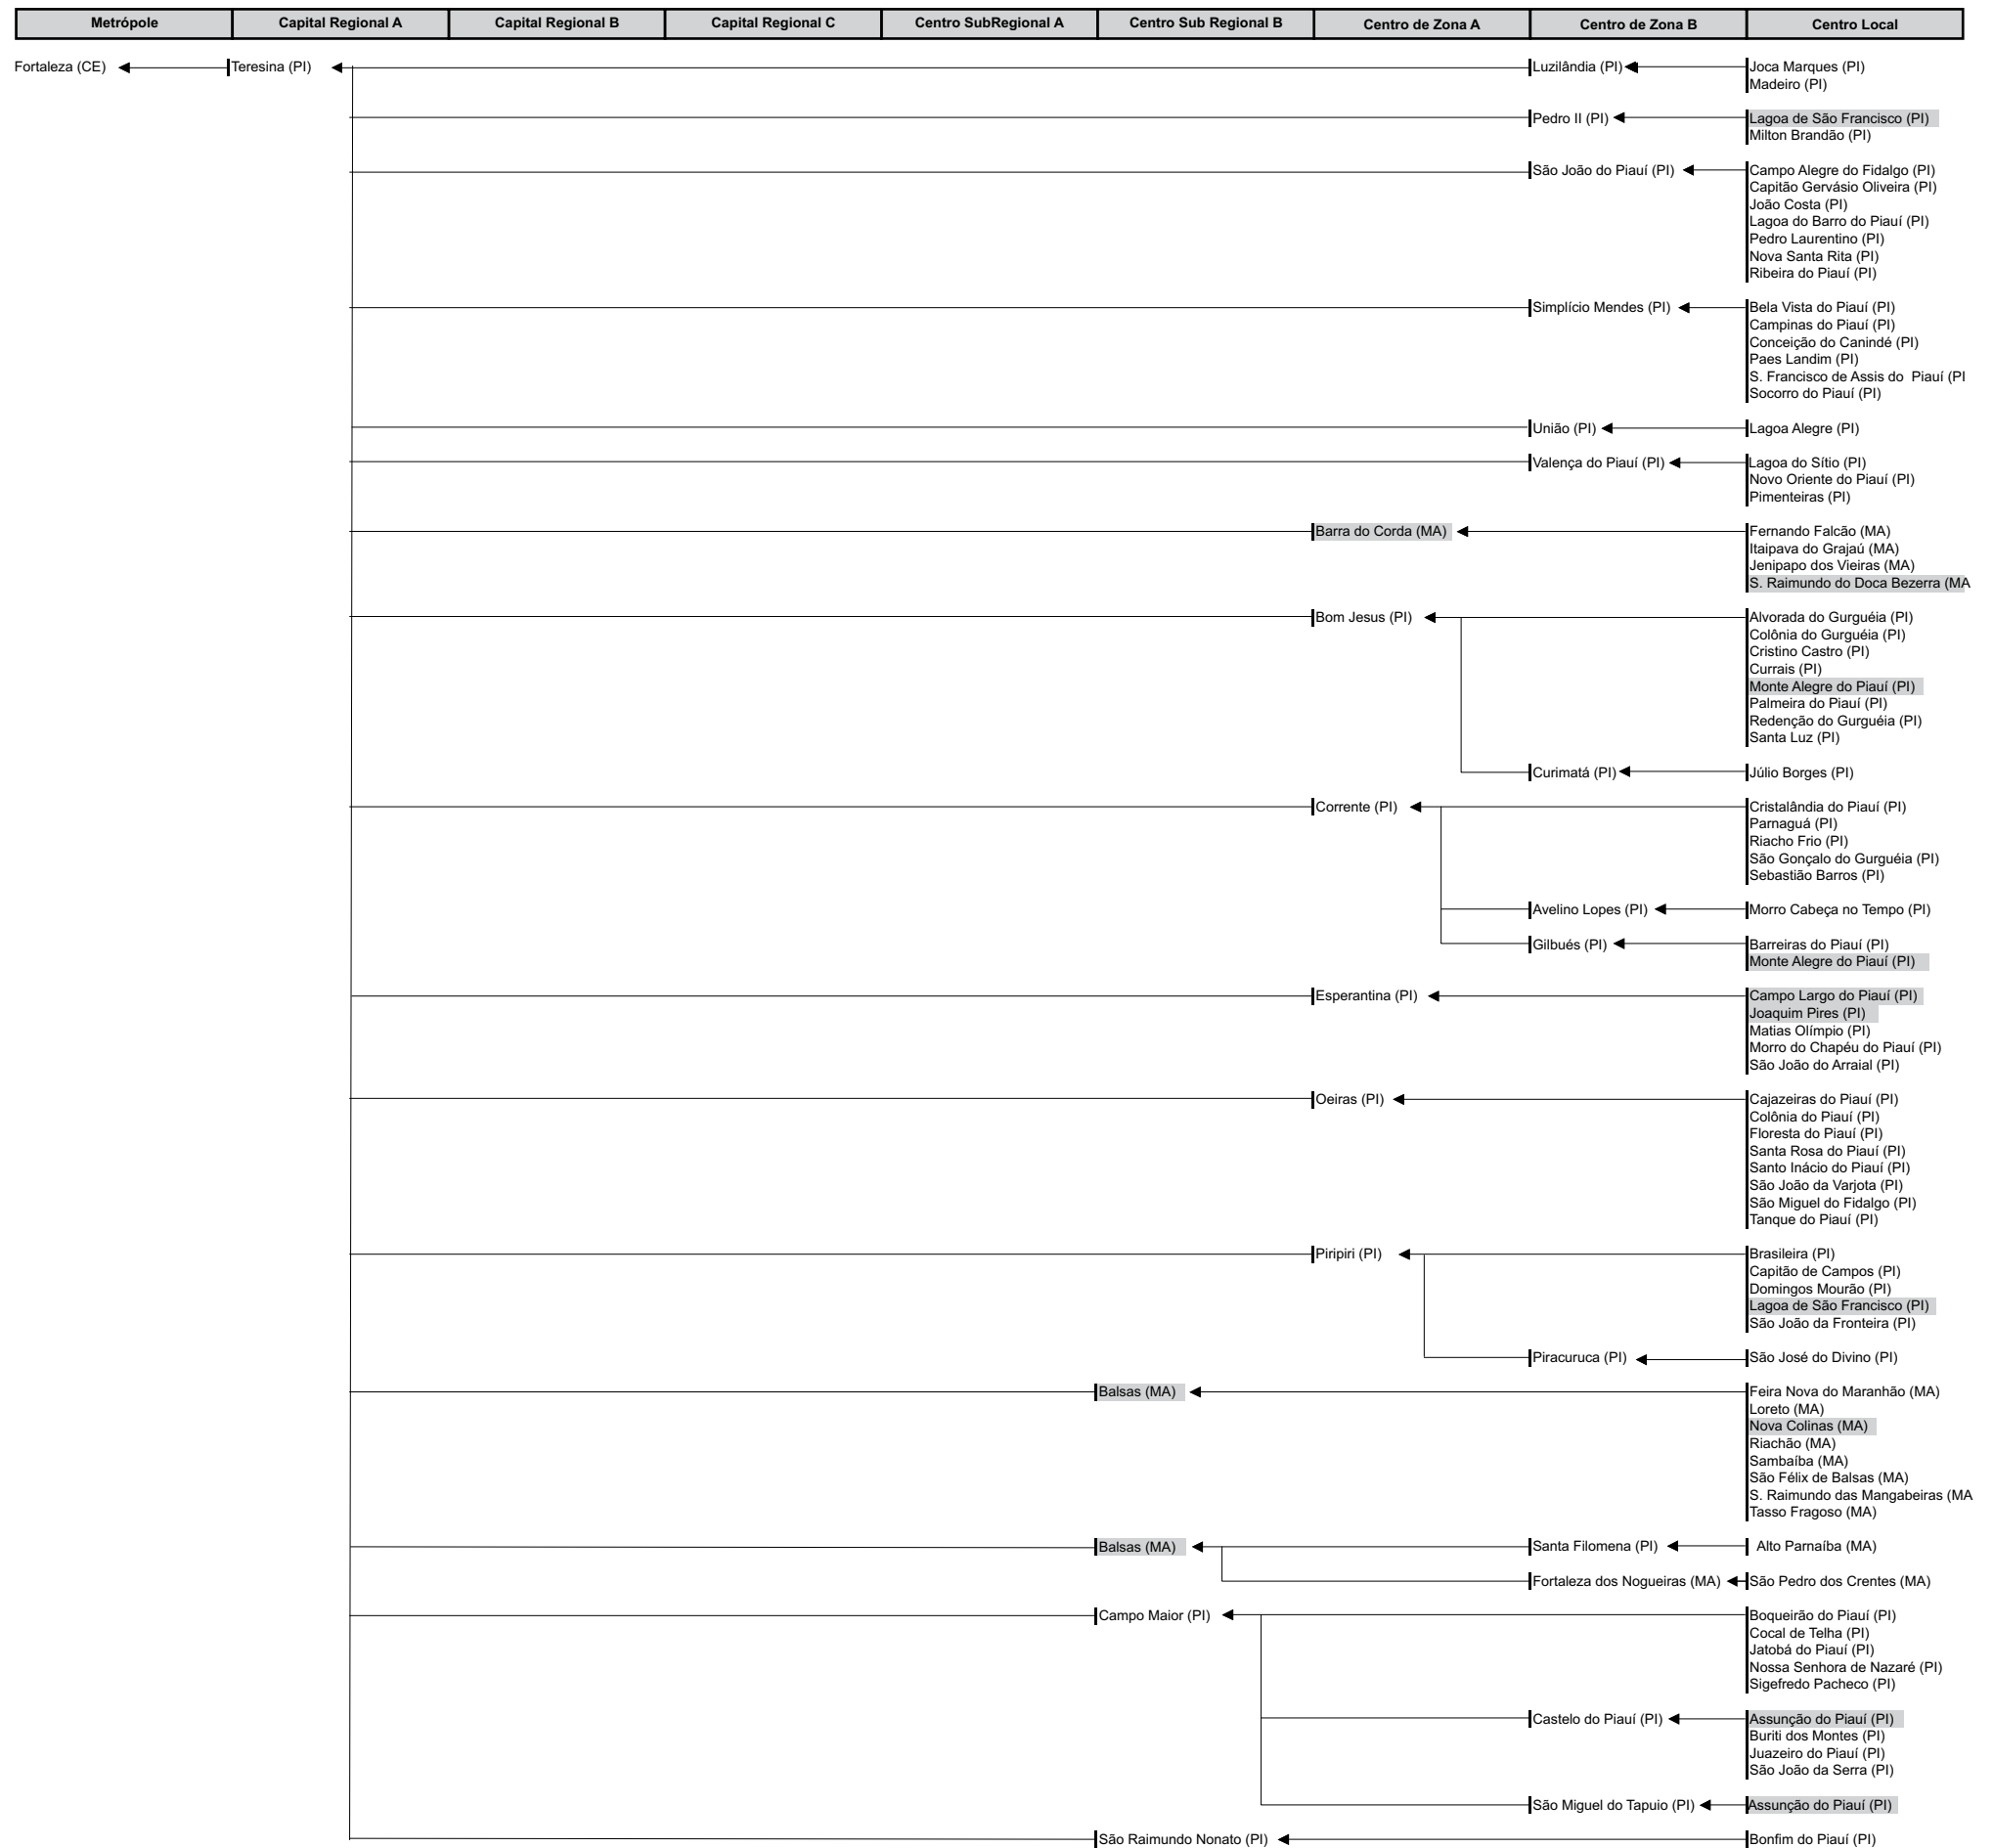 Metrópole Capital Regional A Capital Regional B Capital Regional C Centro SubRegional A Centro Sub Regional B Centro de Zona A Centro de Zona B Centro Local
Fortaleza (CE) Teresina (PI) Luzilândia (PI) Joca Marques (PI)
Madeiro (PI)
Pedro II (PI) Lagoa de São Francisco (PI)
Milton Brandão (PI)
São João do Piauí (PI) Campo Alegre do Fidalgo (PI)
Capitão Gervásio Oliveira (PI)
João Costa (PI)
Lagoa do Barro do Piauí (PI)
Pedro Laurentino (PI)
Nova Santa Rita (PI)
Ribeira do Piauí (PI)
Simplício Mendes (PI) Bela Vista do Piauí (PI)
Campinas do Piauí (PI)
Conceição do Canindé (PI)
Paes Landim (PI)
S. Francisco de Assis do Piauí (PI
Socorro do Piauí (PI)
União (PI) Lagoa Alegre (PI)
Valença do Piauí (PI) Lagoa do Sítio (PI)
Novo Oriente do Piauí (PI)
Pimenteiras (PI)
Barra do Corda (MA) Fernando Falcão (MA)
Itaipava do Grajaú (MA)
Jenipapo dos Vieiras (MA)
S. Raimundo do Doca Bezerra (MA
Bom Jesus (PI) Alvorada do Gurguéia (PI)
Colônia do Gurguéia (PI)
Cristino Castro (PI)
Currais (PI)
Monte Alegre do Piauí (PI)
Palmeira do Piauí (PI)
Redenção do Gurguéia (PI)
Santa Luz (PI)
Curimatá (PI) Júlio Borges (PI)
Corrente (PI) Cristalândia do Piauí (PI)
Parnaguá (PI)
Riacho Frio (PI)
São Gonçalo do Gurguéia (PI)
Sebastião Barros (PI)
Avelino Lopes (PI) Morro Cabeça no Tempo (PI)
Gilbués (PI) Barreiras do Piauí (PI)
Monte Alegre do Piauí (PI)
Esperantina (PI) Campo Largo do Piauí (PI)
Joaquim Pires (PI)
Matias Olímpio (PI)
Morro do Chapéu do Piauí (PI)
São João do Arraial (PI)
Oeiras (PI) Cajazeiras do Piauí (PI)
Colônia do Piauí (PI)
Floresta do Piauí (PI)
Santa Rosa do Piauí (PI)
Santo Inácio do Piauí (PI)
São João da Varjota (PI)
São Miguel do Fidalgo (PI)
Tanque do Piauí (PI)
Piripiri (PI) Brasileira (PI)
Capitão de Campos (PI)
Domingos Mourão (PI)
Lagoa de São Francisco (PI)
São João da Fronteira (PI)
Piracuruca (PI) São José do Divino (PI)
Balsas (MA) Feira Nova do Maranhão (MA)
Loreto (MA)
Nova Colinas (MA)
Riachão (MA)
Sambaíba (MA)
São Félix de Balsas (MA)
S. Raimundo das Mangabeiras (MA
Tasso Fragoso (MA)
Balsas (MA) Santa Filomena (PI) Alto Parnaíba (MA)
Fortaleza dos Nogueiras (MA) São Pedro dos Crentes (MA)
Campo Maior (PI) Boqueirão do Piauí (PI)
Cocal de Telha (PI)
Jatobá do Piauí (PI)
Nossa Senhora de Nazaré (PI)
Sigefredo Pacheco (PI)
Castelo do Piauí (PI) Assunção do Piauí (PI)
Buriti dos Montes (PI)
Juazeiro do Piauí (PI)
São João da Serra (PI)
São Miguel do Tapuio (PI) Assunção do Piauí (PI)
São Raimundo Nonato (PI) Bonfim do Piauí (PI)